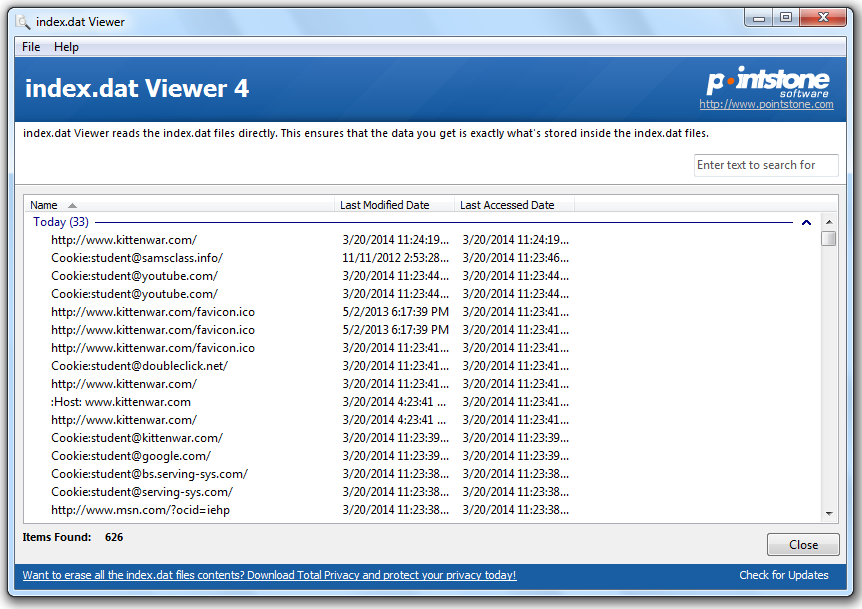 index.dat Viewer
File Help
index.dat Viewer 4
pointstone
software
http://www.pointstone.com
index.dat Viewer reads the index.dat files directly. This ensures that the data you get is exactly what's stored inside the index.dat files.
Enter text to search for
Name Last Modified Date Last Accessed Date
Today (33)
http://www.kittenwar.com/ 3/20/2014 11:24:19... 3/20/2014 11:24:19...
Cookie:student@samsclass.info/ 11/11/2012 2:53:28... 3/20/2014 11:23:46...
Cookie:student@youtube.com/ 3/20/2014 11:23:44... 3/20/2014 11:23:44...
Cookie:student@youtube.com/ 3/20/2014 11:23:44... 3/20/2014 11:23:44...
http://www.kittenwar.com/favicon.ico 5/2/2013 6:17:39 PM 3/20/2014 11:23:41...
http://www.kittenwar.com/favicon.ico 5/2/2013 6:17:39 PM 3/20/2014 11:23:41...
http://www.kittenwar.com/favicon.ico 3/20/2014 11:23:41... 3/20/2014 11:23:41...
Cookie:student@doubleclick.net/ 3/20/2014 11:23:41... 3/20/2014 11:23:41...
http://www.kittenwar.com/ 3/20/2014 11:23:41... 3/20/2014 11:23:41...
:Host: www.kittenwar.com 3/20/2014 4:23:41 ... 3/20/2014 11:23:41...
http://www.kittenwar.com/ 3/20/2014 4:23:41 ... 3/20/2014 11:23:41...
Cookie:student@kittenwar.com/ 3/20/2014 11:23:39... 3/20/2014 11:23:39...
Cookie:student@google.com/ 3/20/2014 11:23:39... 3/20/2014 11:23:39...
Cookie:student@bs.serving-sys.com/ 3/20/2014 11:23:38... 3/20/2014 11:23:38...
Cookie:student@serving-sys.com/ 3/20/2014 11:23:38... 3/20/2014 11:23:38...
http://www.msn.com/?ocid=iehp 3/20/2014 11:23:38... 3/20/2014 11:23:38...
Items Found: 626
Close
Want to erase all the index.dat files contents? Download Total Privacy and protect your privacy today! Check for Updates